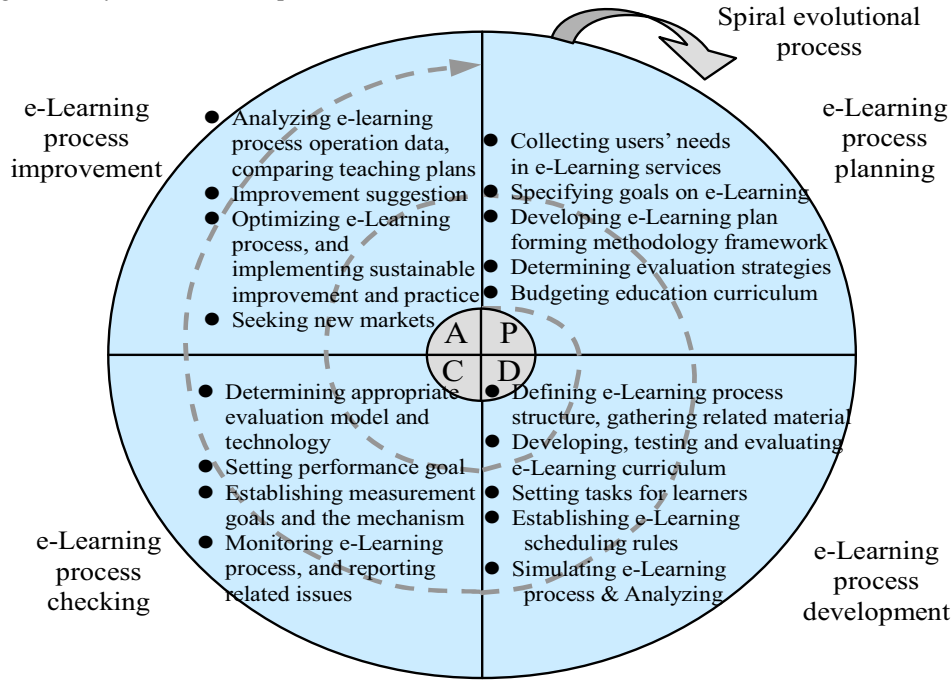 Spiral evolutional
process
e-Learning
process
improvement
● Analyzing e-learning
process operation data,
comparing teaching plans
● Improvement suggestion
● Optimizing e-Learning
process, and
implementing sustainable
improvement and practice
● Seeking new markets
● Collecting users’ needs
in e-Learning services
● Specifying goals on e-Learning
● Developing e-Learning plan
forming methodology framework
● Determining evaluation strategies
● Budgeting education curriculum
e-Learning
process
planning
A P
C D
● Determining appropriate
evaluation model and
technology
● Setting performance goal
● Establishing measurement
goals and the mechanism
● Monitoring e-Learning
process, and reporting
related issues
● Defining e-Learning process
structure, gathering related material
● Developing, testing and evaluating
e-Learning curriculum
● Setting tasks for learners
● Establishing e-Learning
scheduling rules
● Simulating e-Learning
process & Analyzing
e-Learning
process
checking
e-Learning
process
development